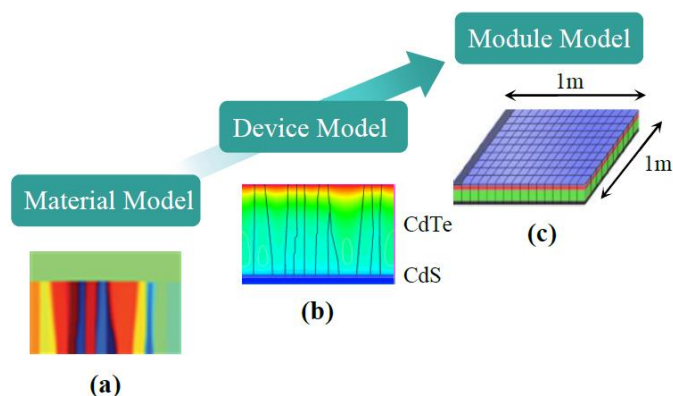 Module Model
1m
Device Model
1m
Material Model
CdTe
(c)
CdS
(b)
(a)